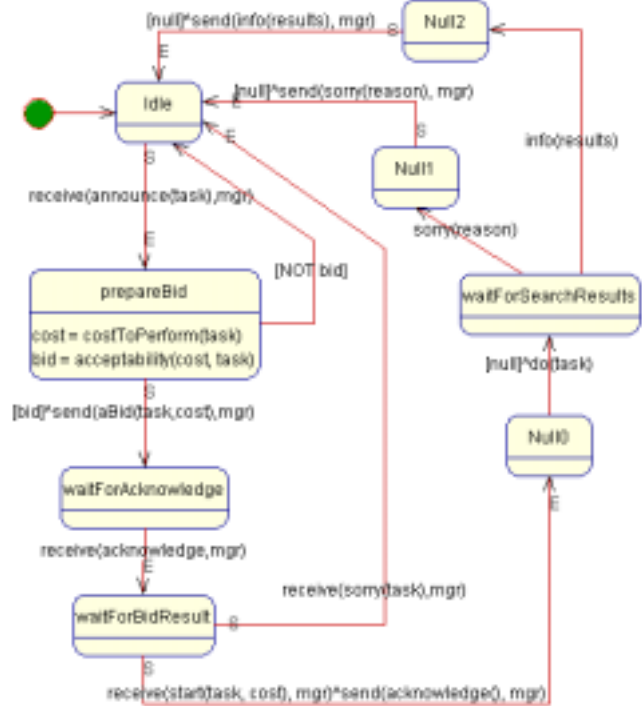 [null]^send(info(results), mgr)
Null2
S
E
Idle
[null]^send(sorry(reason), mgr)
E
E
S
S
info(results)
Null1
receive(announce(task),mgr)
sorry(reason)
E
[NOT bid]
prepareBid
waitForSearchResults
cost = costToPerform(task)
bid = acceptability(cost, task)
[null]^do(task)
S
[bid]^send(aBid(task,cost),mgr)
Null0
waitForAcknowledge
E
receive(acknowledge,mgr)
E
receive(sorry(task),mgr)
waitForBidResult
S
S
receive(start(task, cost), mgr)^send(acknowledge(), mgr)